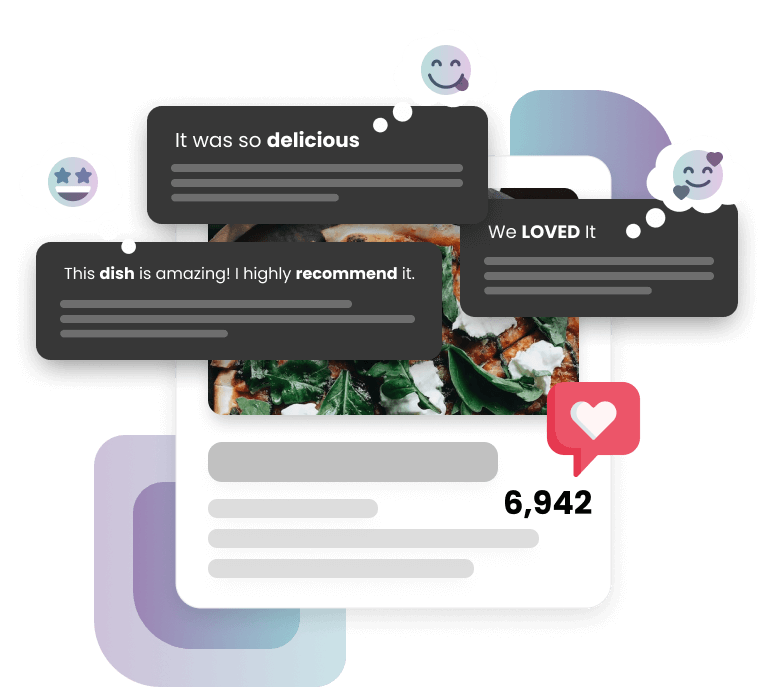 It was so delicious
We LOVED It
This dish is amazing! I highly recommend it.
6,942